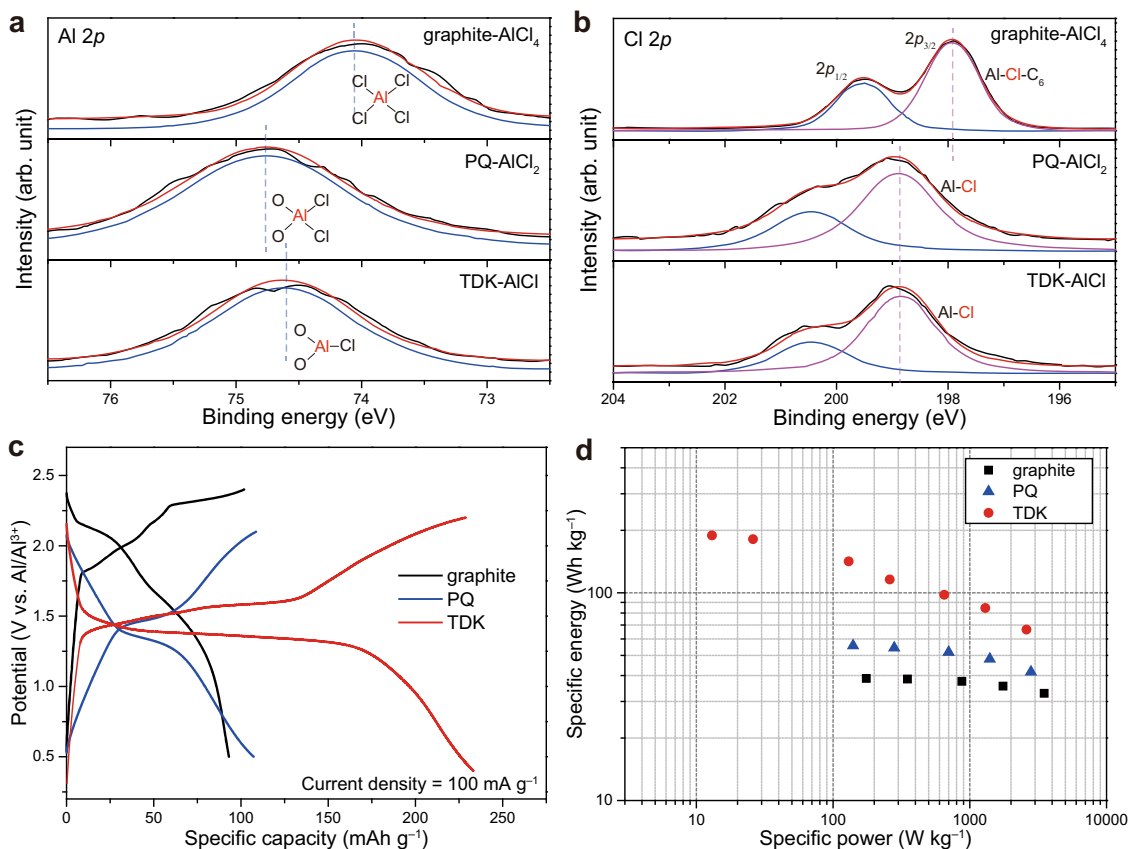 a
Al 2p
graphite-AlCl₄
Cl Cl
Al
Cl Cl
PQ-AlCl₂
O Cl
Al
O Cl
TDK-AlCl
O
Al Cl
O
Intensity (arb. unit)
76 75 74 73
Binding energy (eV)
b
Cl 2p
graphite-AlCl₄
2p₃/₂
2p₁/₂
Al-Cl-C₆
PQ-AlCl₂
Al-Cl
TDK-AlCl
Al-Cl
Intensity (arb. unit)
204 202 200 198 196
Binding energy (eV)
c
2.5
2.0
1.5
1.0
0.5
Potential (V vs. Al/Al³⁺)
graphite
PQ
TDK
Current density = 100 mA g⁻¹
0 50 100 150 200 250
Specific capacity (mAh g⁻¹)
d
graphite
PQ
TDK
100
10
Specific energy (Wh kg⁻¹)
10 100 1000 10000
Specific power (W kg⁻¹)